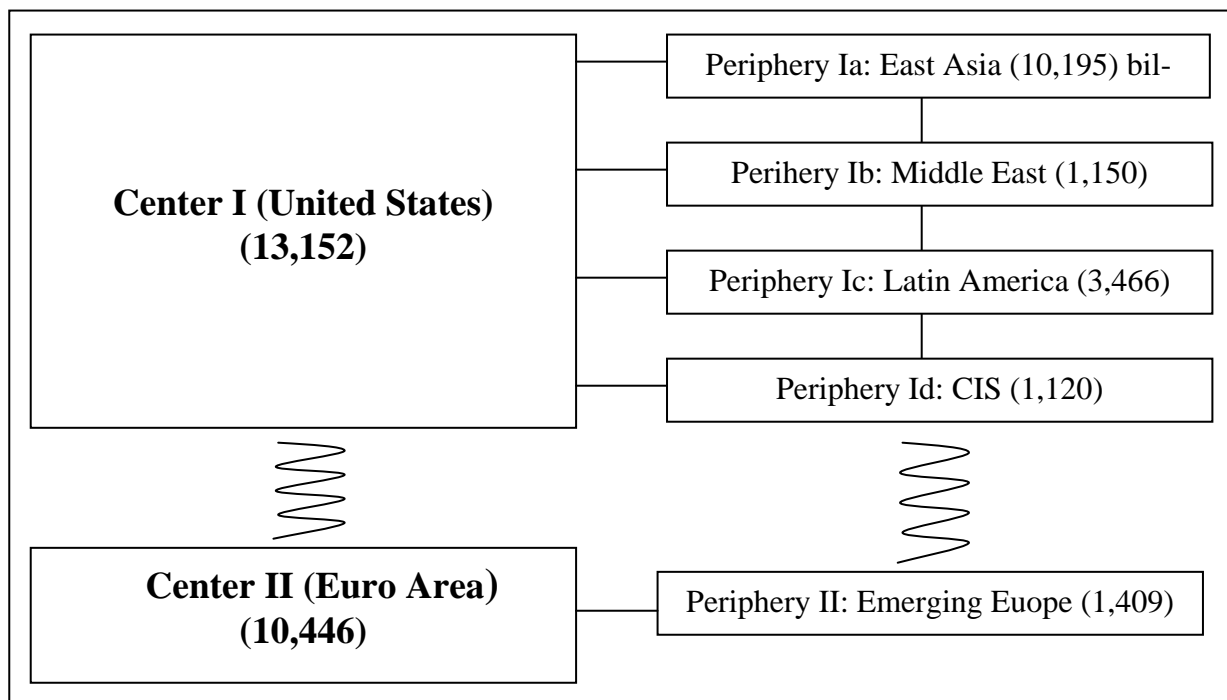 Center I (United States)
(13,152)
Periphery Ia: East Asia (10,195) bil-
Perihery Ib: Middle East (1,150)
Periphery Ic: Latin America (3,466)
Periphery Id: CIS (1,120)
Center II (Euro Area)
(10,446)
Periphery II: Emerging Euope (1,409)